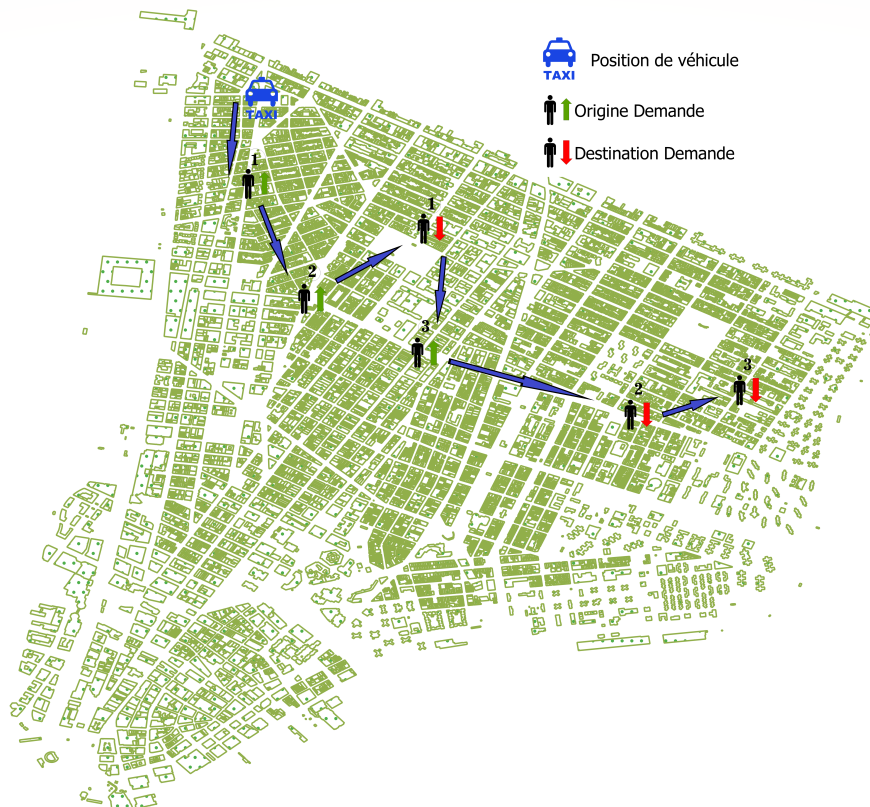 TAXI
Position de véhicule
TAXI
Origine Demande
Destination Demande
1
1
2
3
2
3